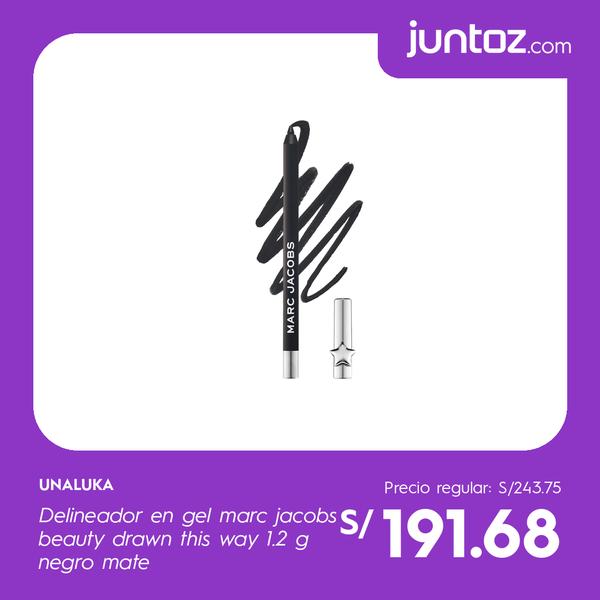 juntoz.com
MARC JACOBS
UNALUKA
Precio regular: S/243.75
Delineador en gel marc jacobs
beauty drawn this way 1.2 g
negro mate
S/191.68